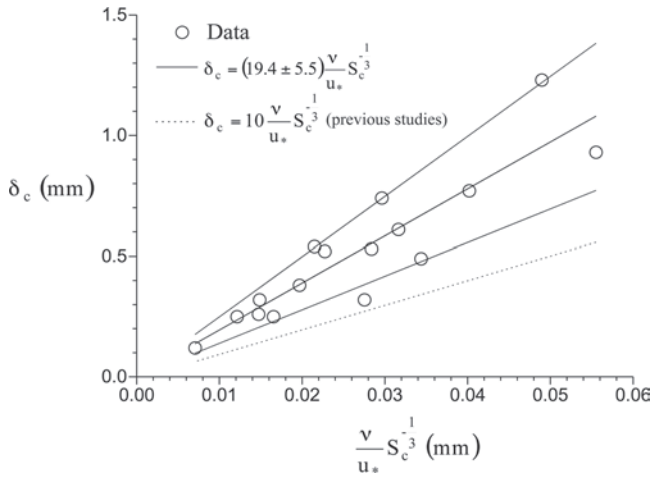 1.5
Data
δc = (19.4 ± 5.5) ν/u* Sc^-1/3
δc = 10 ν/u* Sc^-1/3 (previous studies)
1.0
δc (mm)
0.5
0.0
0.00 0.01 0.02 0.03 0.04 0.05 0.06
ν/u* Sc^-1/3 (mm)